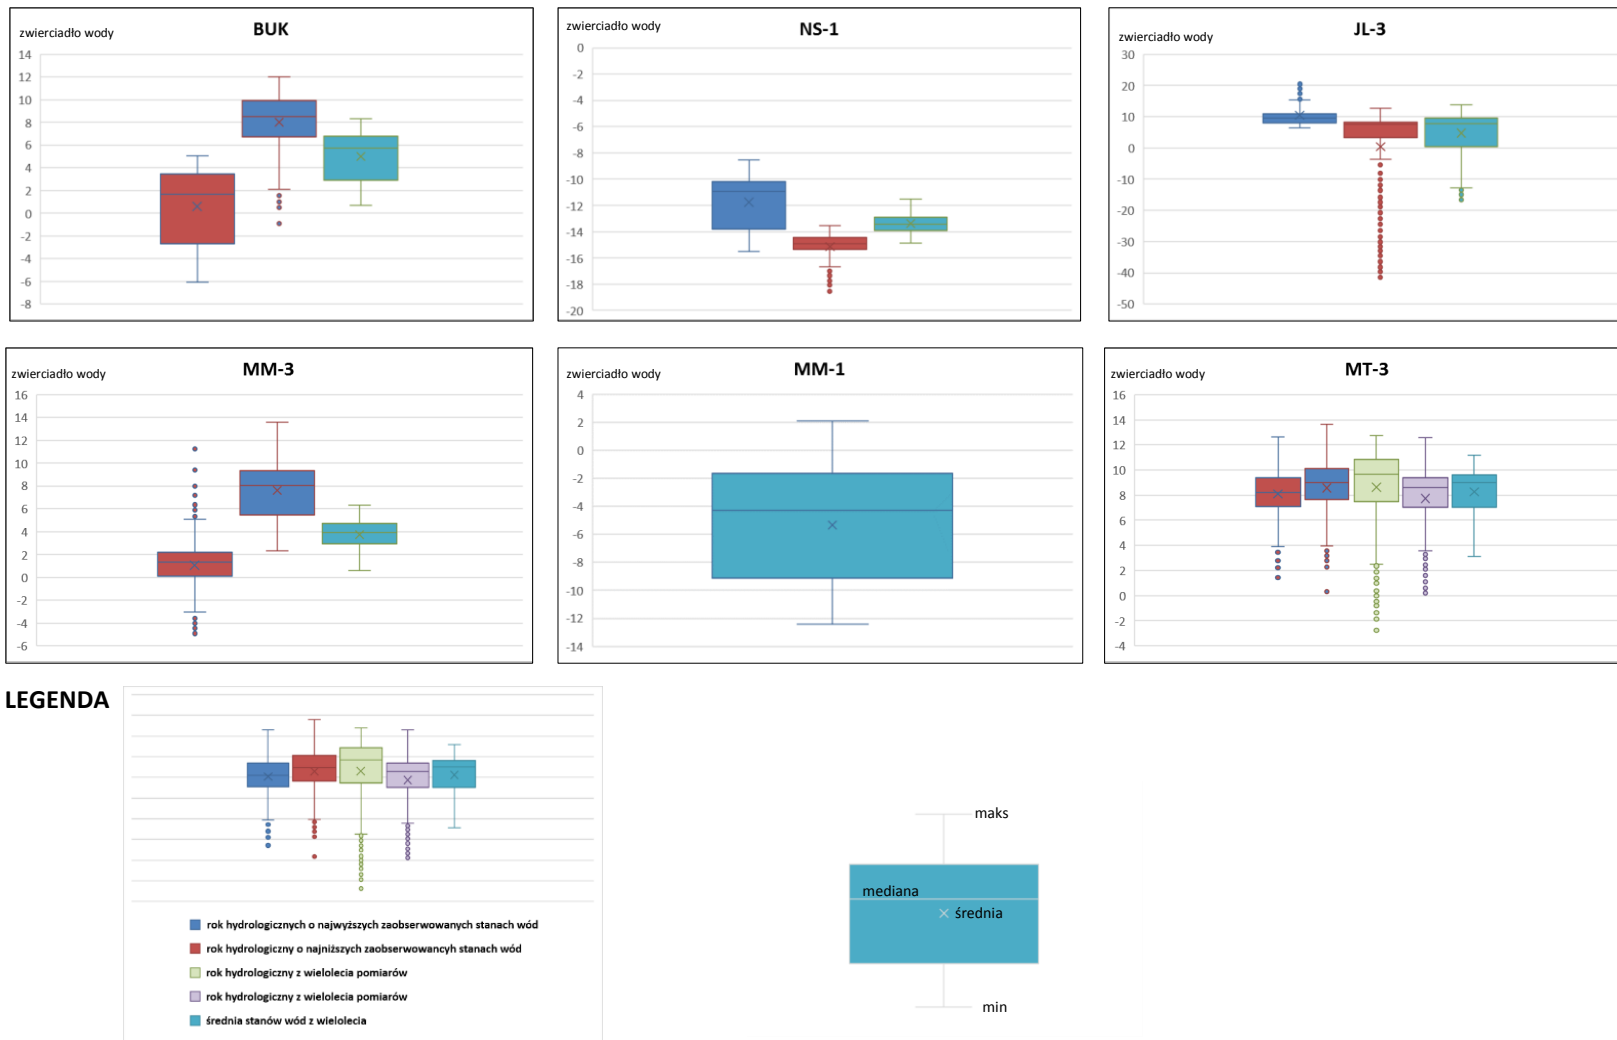 zwierciadło wody
BUK
14
12
10
8
6
4
2
0
-2
-4
-6
-8
zwierciadło wody
NS-1
0
-2
-4
-6
-8
-10
-12
-14
-16
-18
-20
zwierciadło wody
JL-3
30
20
10
0
-10
-20
-30
-40
-50
zwierciadło wody
MM-3
16
14
12
10
8
6
4
2
0
-2
-4
-6
zwierciadło wody
MM-1
4
2
0
-2
-4
-6
-8
-10
-12
-14
zwierciadło wody
MT-3
16
14
12
10
8
6
4
2
0
-2
-4
LEGENDA
rok hydrologicznych o najwyższych zaobserwowanych stanach wód
rok hydrologiczny o najniższych zaobserwowancyh stanach wód
rok hydrologiczny z wielolecia pomiarów
rok hydrologiczny z wielolecia pomiarów
średnia stanów wód z wielolecia
maks
mediana
średnia
min